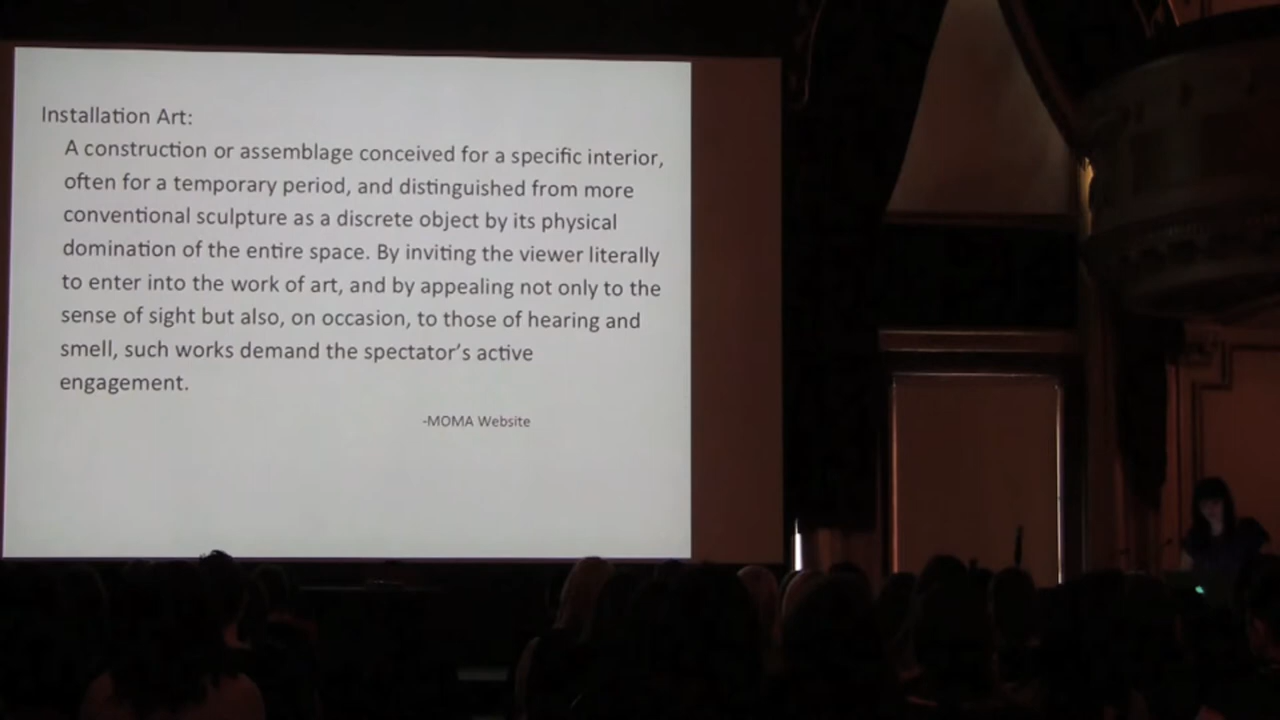 Installation Art:
A construction or assemblage conceived for a specific interior,
often for a temporary period, and distinguished from more
conventional sculpture as a discrete object by its physical
domination of the entire space. By inviting the viewer literally
to enter into the work of art, and by appealing not only to the
sense of sight but also, on occasion, to those of hearing and
smell, such works demand the spectator’s active
engagement.
-MOMA Website